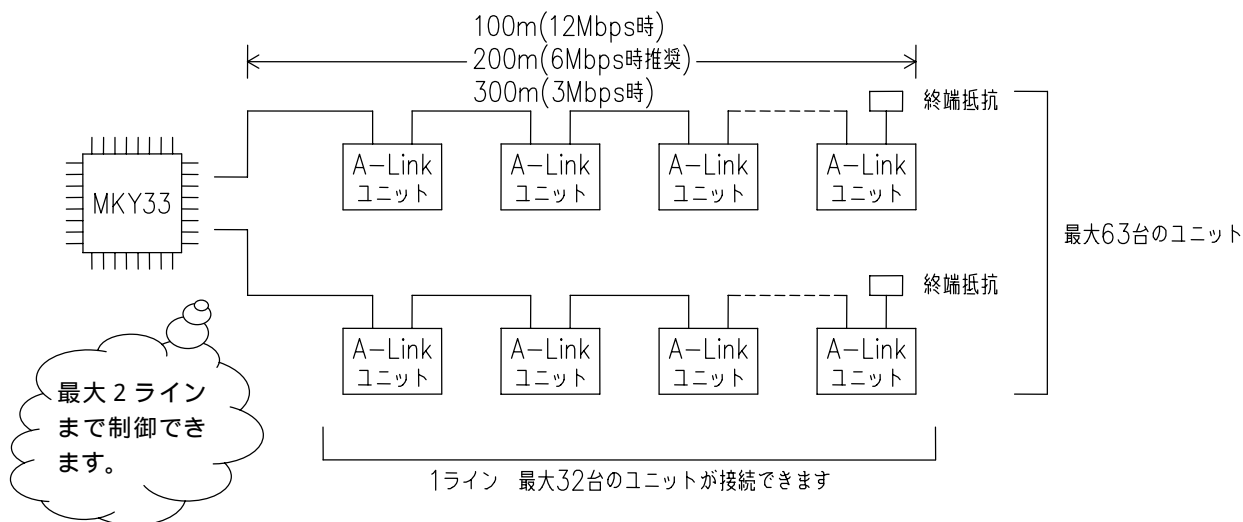 100m(12Mbps時)
200m(6Mbps時推奨)
300m(3Mbps時)
終端抵抗
MKY33
A-Link
ユニット
A-Link
ユニット
A-Link
ユニット
A-Link
ユニット
最大63台のユニット
終端抵抗
A-Link
ユニット
A-Link
ユニット
A-Link
ユニット
A-Link
ユニット
最大2ライン
まで制御でき
ます。
1ライン 最大32台のユニットが接続できます